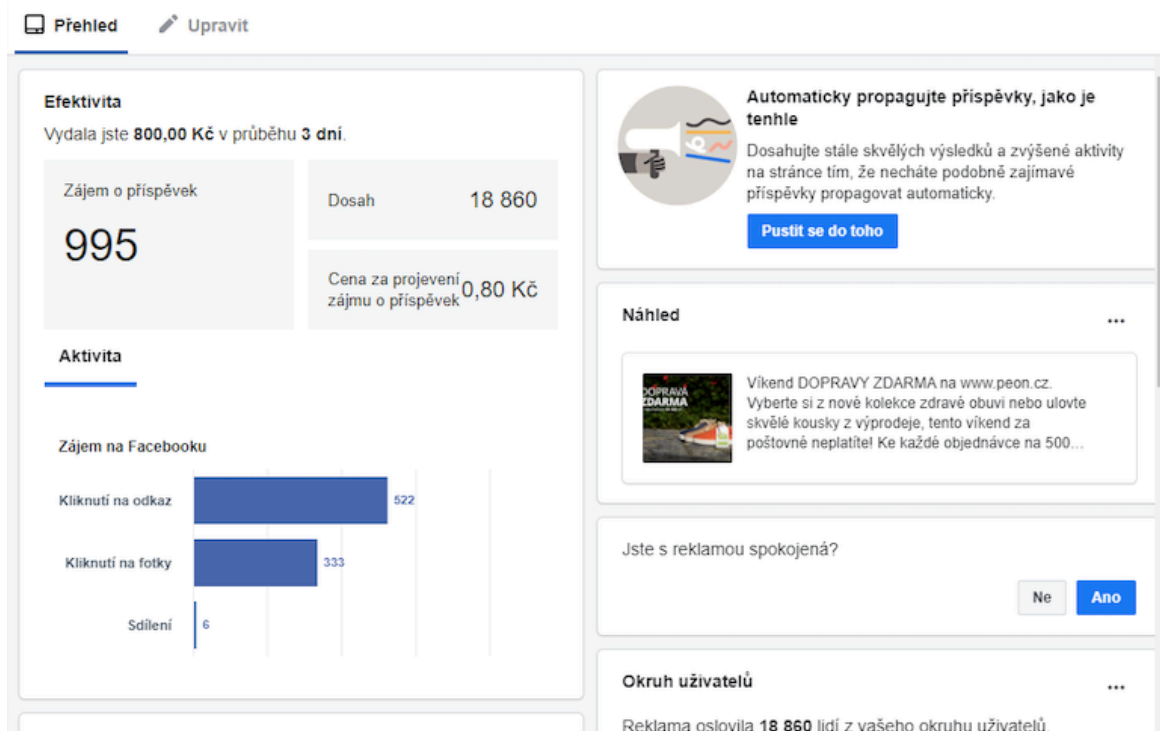 Přehled
Upravit
Efektivita
Vydala jste 800,00 Kč v průběhu 3 dní.
Zájem o příspěvek
995
Dosah
18 860
Cena za projevení
zájmu o příspěvek
0,80 Kč
Aktivita
Zájem na Facebooku
Kliknutí na odkaz
522
Kliknutí na fotky
333
Sdílení
6
Automaticky propagujte příspěvky, jako je
tenhle
Dosahujte stále skvělých výsledků a zvýšené aktivity
na stránce tím, že necháte podobně zajímavé
příspěvky propagovat automaticky.
Pustit se do toho
Náhled
DOPRAVA
ZDARMA
Víkend DOPRAVY ZDARMA na www.peon.cz.
Vyberte si z nové kolekce zdravé obuvi nebo ulovte
skvělé kousky z výprodeje, tento víkend za
poštovné neplatíte! Ke každé objednávce na 500...
Jste s reklamou spokojená?
Ne
Ano
Okruh uživatelů
Reklama oslovila 18 860 lidí z vašeho okruhu uživatelů.